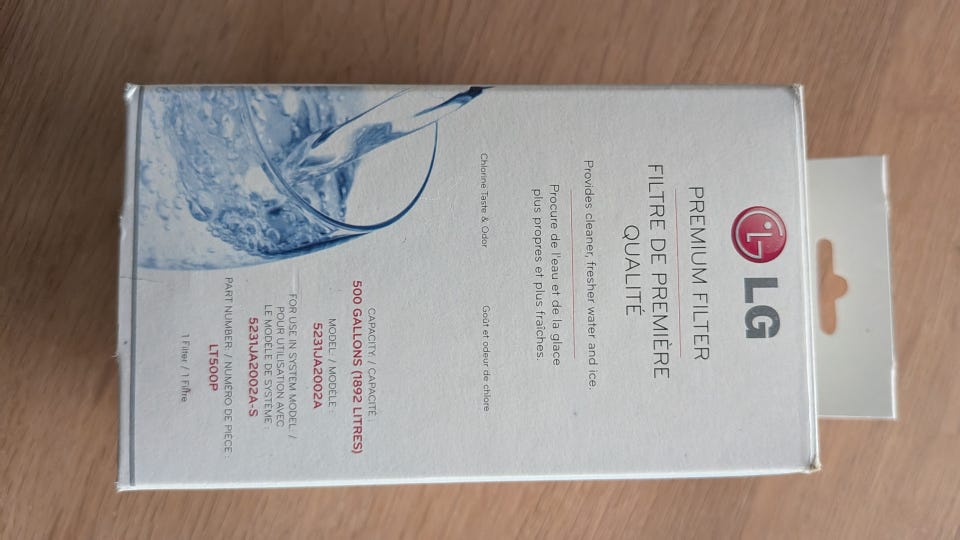 LG
PREMIUM FILTER
FILTRE DE PREMIÈRE
QUALITÉ
Provides cleaner, fresher water and ice.
Procure de l'eau et de la glace
plus propres et plus fraîches.
Chlorine Taste & Odor
Goût et odeur de chlore
CAPACITY: / CAPACITÉ :
500 GALLONS (1892 LITRES)
MODEL: / MODÈLE :
5231JA2002A
FOR USE IN SYSTEM MODEL: /
POUR UTILISATION AVEC
LE MODÈLE DE SYSTÈME :
5231JA2002A-S
PART NUMBER: / NUMÉRO DE PIÈCE :
LT500P
1 Filter / 1 Filtre